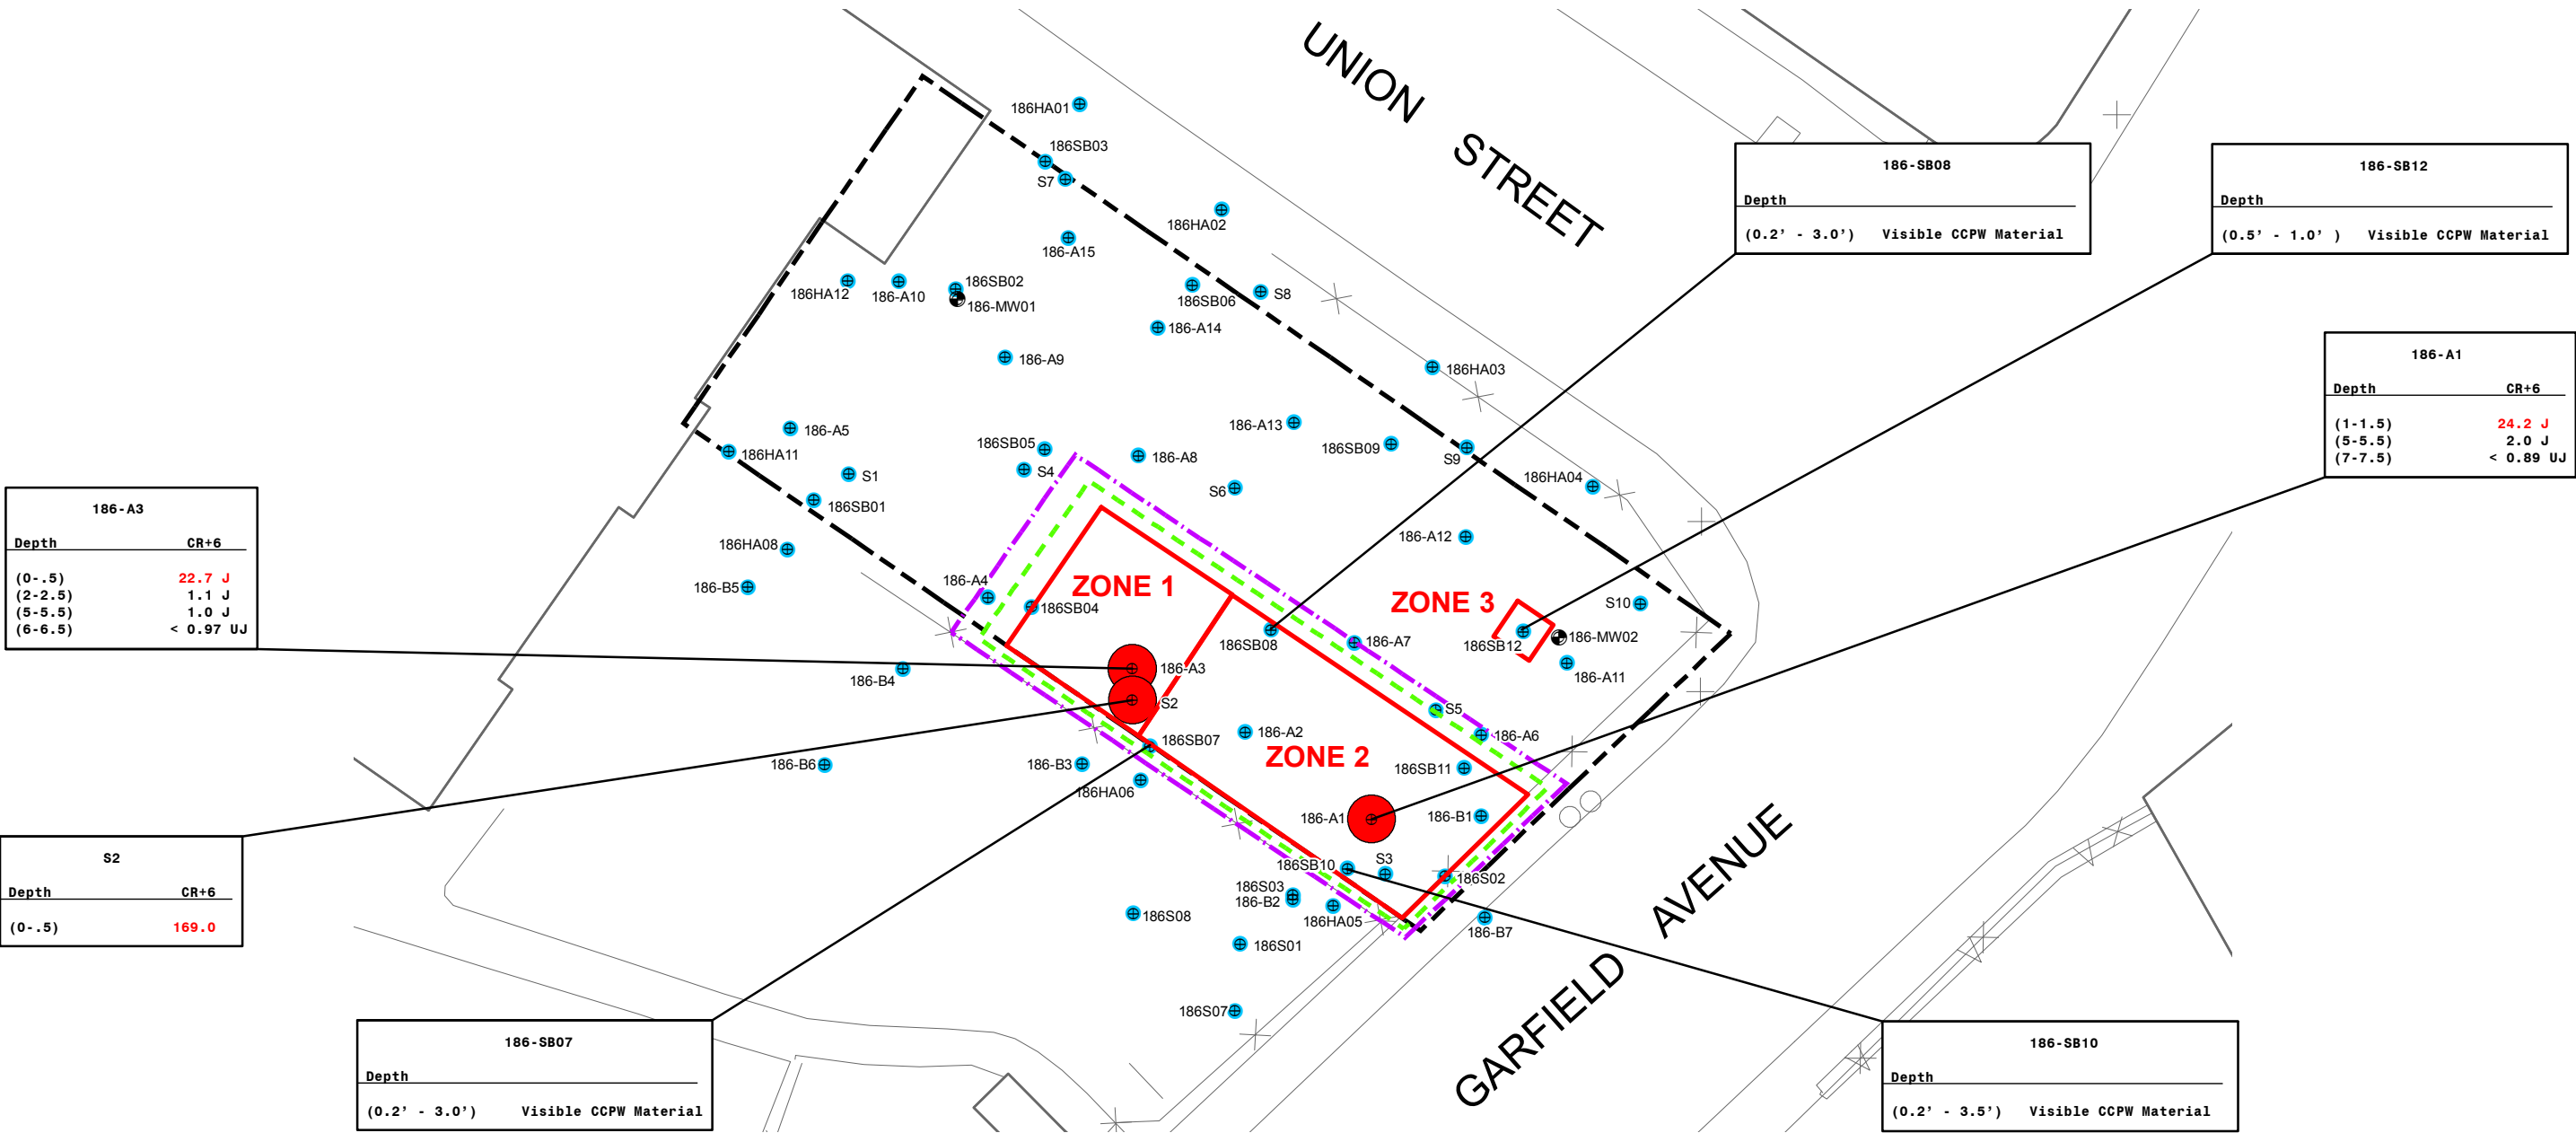 UNION STREET
186HA01
186SB03
S7
186HA02
186-A15
186HA12
186-A10
186SB02
186-MW01
186SB06
S8
186-A14
186-A9
186HA03
186-A5
186HA11
S1
186SB01
186SB05
S4
186-A8
186-A13
186SB09
S9
S6
186HA04
186-A12
186HA08
186-B5
186-A4
186SB04
ZONE 1
ZONE 3
S10
186SB08
186-A7
186SB12
186-MW02
186-A11
186-A3
186-B4
S2
S5
186-A2
186-A6
186SB07
ZONE 2
186-B6
186-B3
186HA06
186SB11
186-A1
186-B1
186SB10
S3
186S02
186S03
186-B2
186HA05
186S08
186-B7
186S01
186S07
GARFIELD AVENUE
186-SB08
Depth
(0.2' - 3.0') Visible CCPW Material
186-SB12
Depth
(0.5' - 1.0' ) Visible CCPW Material
186-A1
Depth CR+6
(1-1.5) 24.2 J
(5-5.5) 2.0 J
(7-7.5) < 0.89 UJ
186-A3
Depth CR+6
(0-.5) 22.7 J
(2-2.5) 1.1 J
(5-5.5) 1.0 J
(6-6.5) < 0.97 UJ
S2
Depth CR+6
(0-.5) 169.0
186-SB07
Depth
(0.2' - 3.0') Visible CCPW Material
186-SB10
Depth
(0.2' - 3.5') Visible CCPW Material